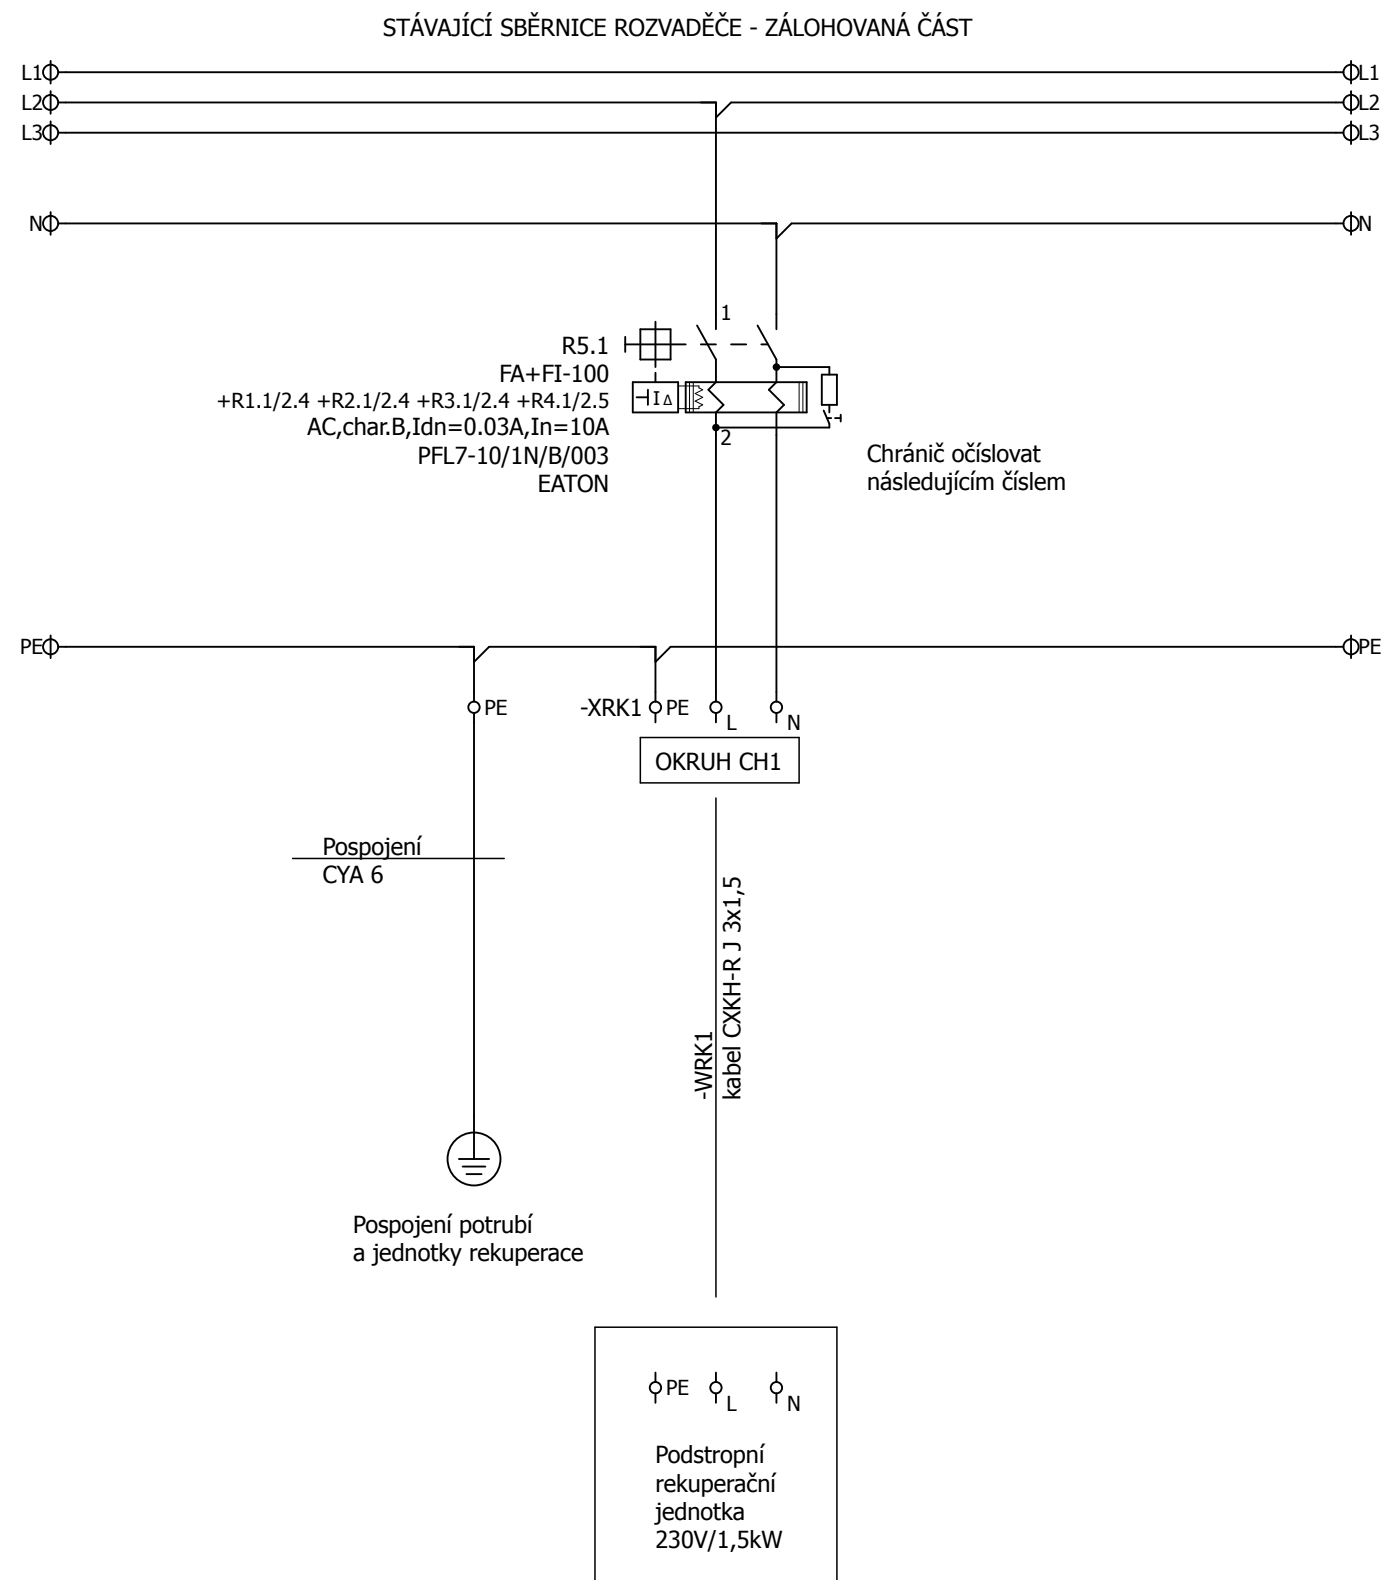 STÁVAJÍCÍ SBĚRNICE ROZVADĚČE - ZÁLOHOVANÁ ČÁST
L1
L1
L2
L2
L3
L3
N
N
1
R5.1
FA+FI-100
+R1.1/2.4 +R2.1/2.4 +R3.1/2.4 +R4.1/2.5
I Δ
AC,char.B,Idn=0.03A,In=10A
2
PFL7-10/1N/B/003
EATON
Chránič očíslovat
následujícím číslem
PE
PE
PE
-XRK1
PE
L
N
OKRUH CH1
Pospojení
CYA 6
-WRK1
kabel CXKH-R J 3x1,5
Pospojení potrubí
a jednotky rekuperace
PE
L
N
Podstropní
rekuperační
jednotka
230V/1,5kW